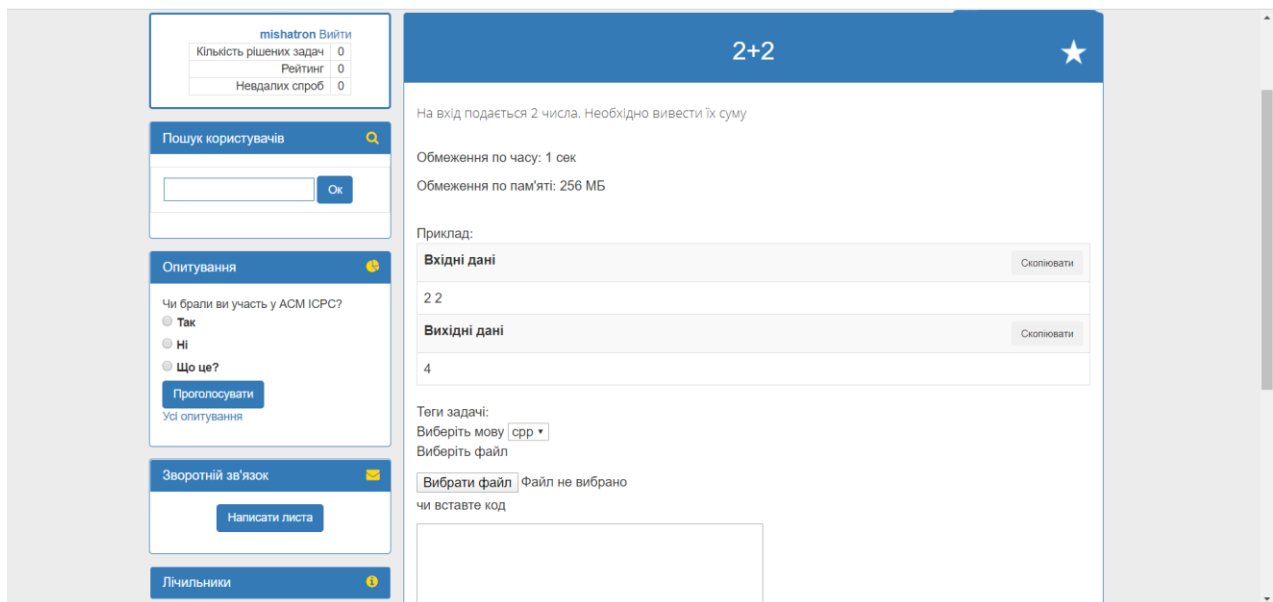 mishatron Вийти
Кількість рішених задач 0
Рейтинг 0
Невдалих спроб 0
Пошук користувачів
Ок
Опитування
Чи брали ви участь у ACM ICPC?
Так
Ні
Що це?
Проголосувати
Усі опитування
Зворотній зв'язок
Написати листа
Лічильники
2+2
На вхід подається 2 числа. Необхідно вивести їх суму
Обмеження по часу: 1 сек
Обмеження по пам'яті: 256 МБ
Приклад:
Вхідні дані Скопіювати
2 2
Вихідні дані Скопіювати
4
Теги задачі:
Виберіть мову cpp
Виберіть файл
Вибрати файл Файл не вибрано
чи вставте код